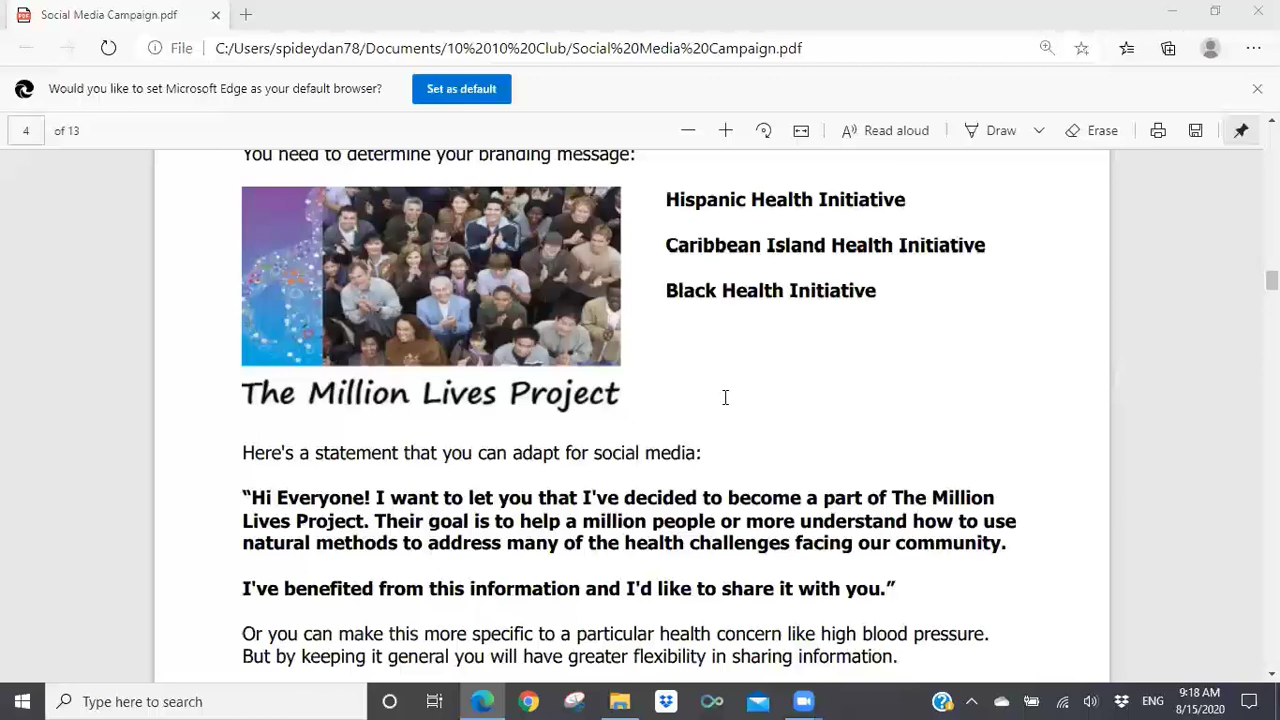 Social Media Campaign.pdf
File
C:/Users/spideydan78/Documents/10%2010%20Club/Social%20Media%20Campaign.pdf
Would you like to set Microsoft Edge as your default browser?
Set as default
4 of 13
Read aloud
Draw
Erase
You need to determine your branding message:
Hispanic Health Initiative
Caribbean Island Health Initiative
Black Health Initiative
The Million Lives Project
Here's a statement that you can adapt for social media:
“Hi Everyone! I want to let you that I've decided to become a part of The Million
Lives Project. Their goal is to help a million people or more understand how to use
natural methods to address many of the health challenges facing our community.
I've benefited from this information and I'd like to share it with you.”
Or you can make this more specific to a particular health concern like high blood pressure.
But by keeping it general you will have greater flexibility in sharing information.
Type here to search
ENG
9:18 AM
8/15/2020